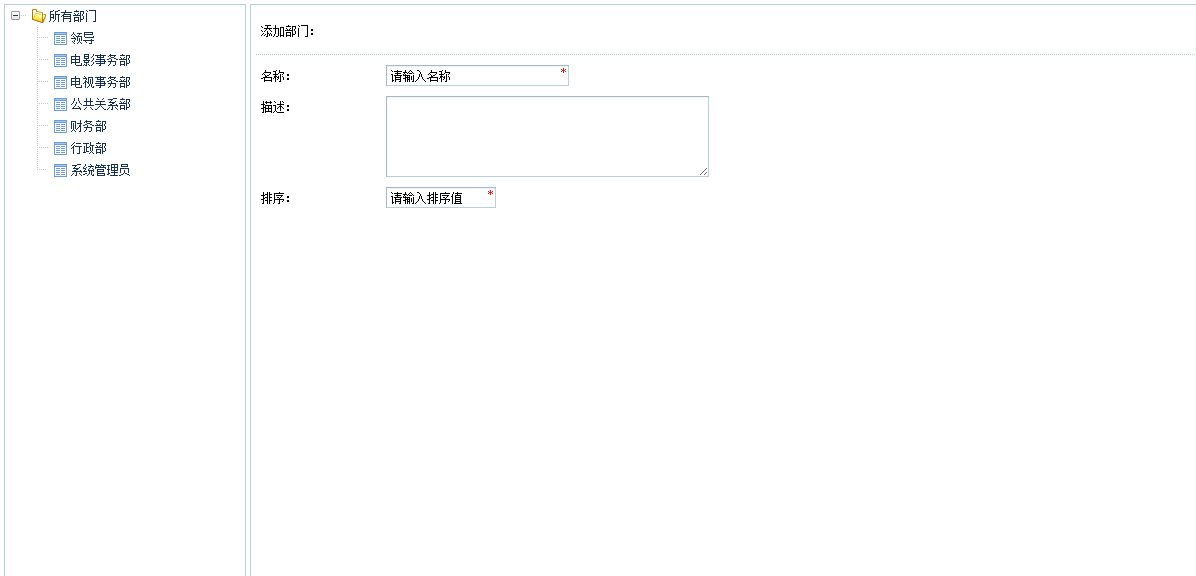 所有部门
领导
电影事务部
电视事务部
公共关系部
财务部
行政部
系统管理员
添加部门：
名称：
请输入名称 *
描述：
排序：
请输入排序值 *